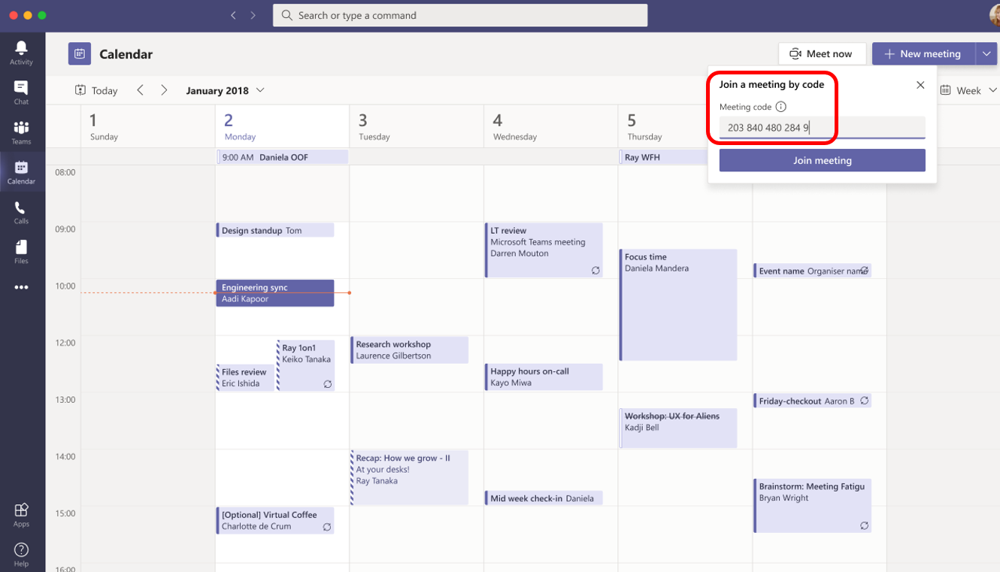 Search or type a command
Activity
Chat
Teams
Calendar
Calls
Files
Apps
Help
Calendar
Meet now
New meeting
Today
January 2018
Week
Join a meeting by code
Meeting code
203 840 480 284 9
Join meeting
1
Sunday
2
Monday
3
Tuesday
4
Wednesday
5
Thursday
9:00 AM Daniela OOF
Ray WFH
08:00
09:00
10:00
12:00
13:00
14:00
15:00
16:00
Design standup Tom
Engineering sync
Aadi Kapoor
Ray 1on1
Keiko Tanaka
Files review
Eric Ishida
[Optional] Virtual Coffee
Charlotte de Crum
Research workshop
Laurence Gilbertson
Recap: How we grow - II
At your desks!
Ray Tanaka
LT review
Microsoft Teams meeting
Darren Mouton
Happy hours on-call
Kayo Miwa
Mid week check-in Daniela
Focus time
Daniela Mandera
Workshop: UX for Aliens
Kadji Bell
Event name Organiser name
Friday-checkout Aaron B
Brainstorm: Meeting Fatigu
Bryan Wright